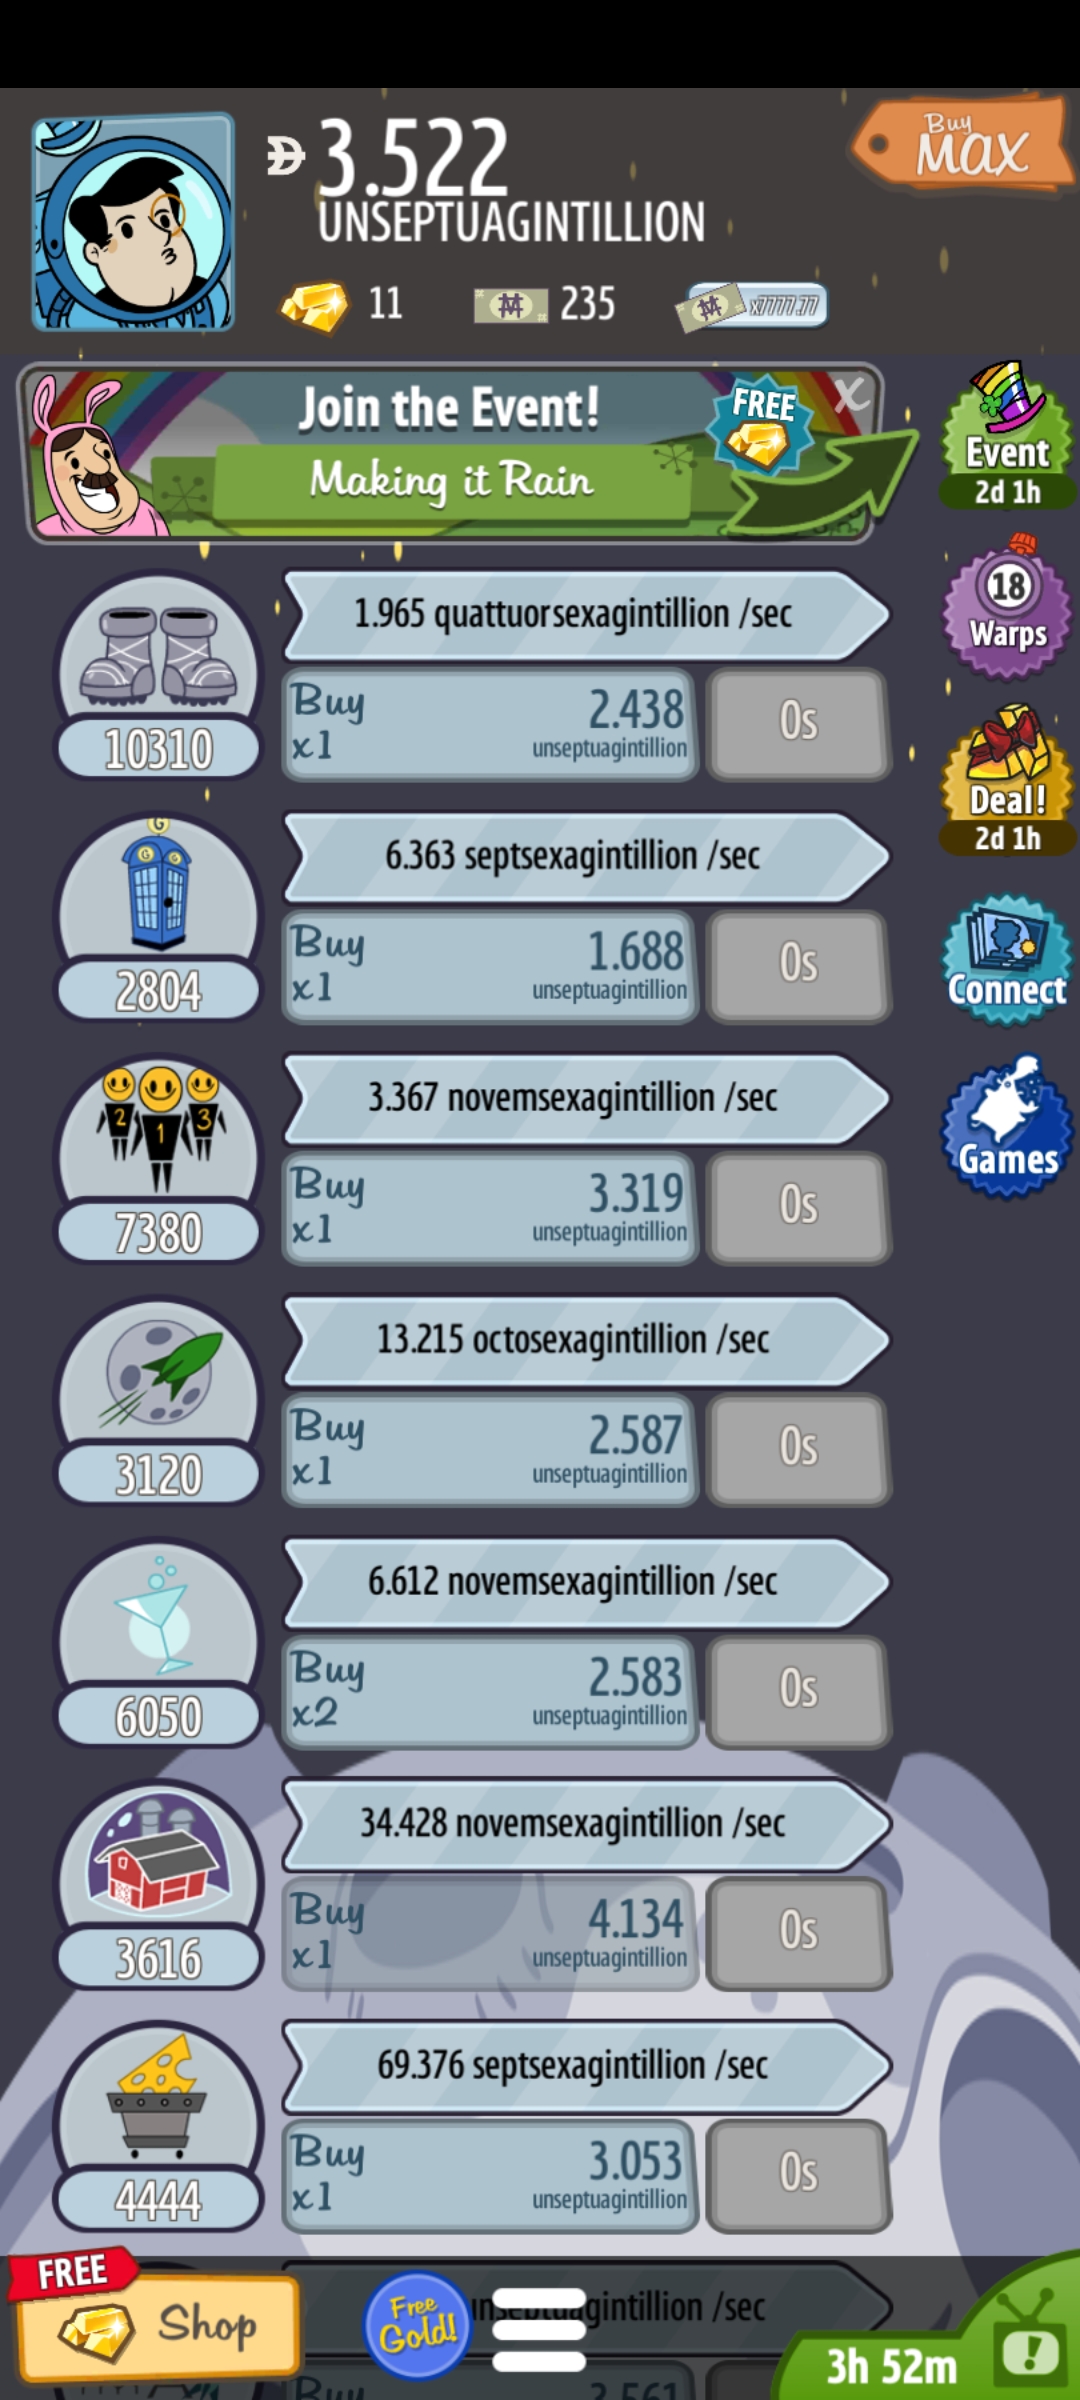 3.522
UNSEPTUAGINTILLION
Buy
MAX
11
235
x7777.77
Join the Event!
Making it Rain
FREE
X
Event
2d 1h
18
Warps
Deal!
2d 1h
Connect
Games
1.965 quattuorsexagintillion /sec
Buy
x1
2.438
unseptuagintillion
0s
10310
G
G
G
6.363 septsexagintillion /sec
Buy
x1
1.688
unseptuagintillion
0s
2804
2
1
3
3.367 novemsexagintillion /sec
Buy
x1
3.319
unseptuagintillion
0s
7380
13.215 octosexagintillion /sec
Buy
x1
2.587
unseptuagintillion
0s
3120
6.612 novemsexagintillion /sec
Buy
x2
2.583
unseptuagintillion
0s
6050
34.428 novemsexagintillion /sec
Buy
x1
4.134
unseptuagintillion
0s
3616
69.376 septsexagintillion /sec
Buy
x1
3.053
unseptuagintillion
0s
4444
FREE
Shop
Free
Gold!
/sec
3h 52m
!
Buy
3.561